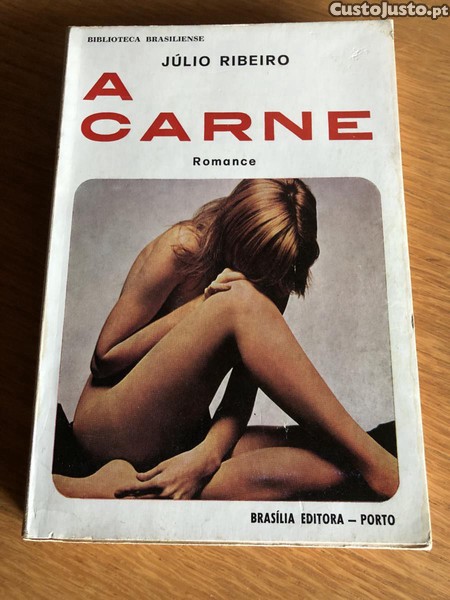 CustoJusto.pt
BIBLIOTECA BRASILIENSE
JÚLIO RIBEIRO
A
CARNE
Romance
BRASÍLIA EDITORA — PORTO